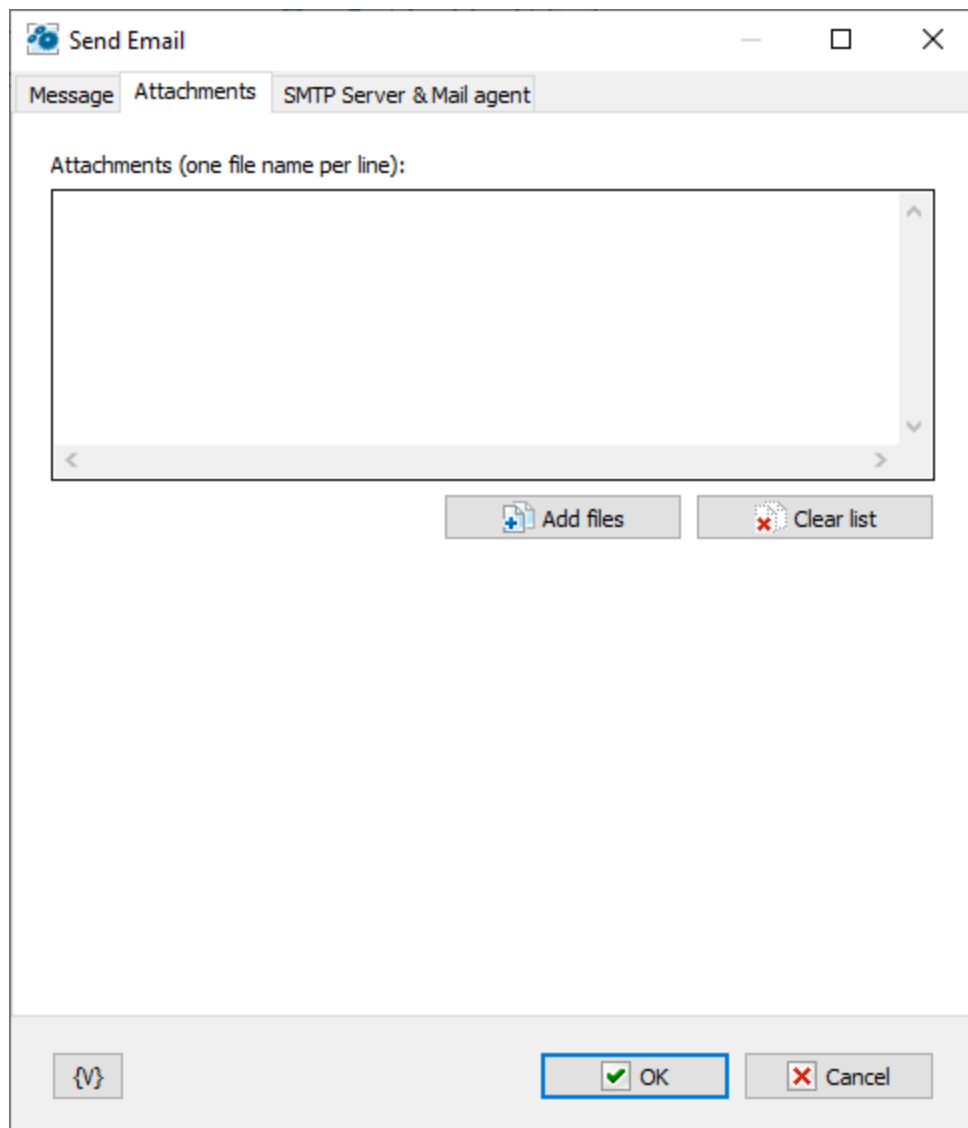 Send Email
Message Attachments SMTP Server & Mail agent
Attachments (one file name per line):
Add files Clear list
{V} OK Cancel